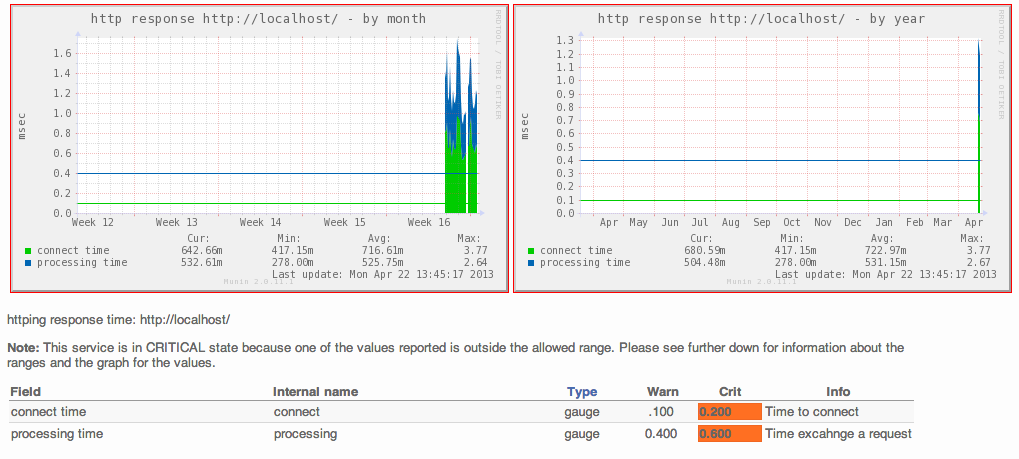 http response http://localhost/ - by month
RRDTOOL / TOBI OETIKER
msec
1.6
1.4
1.2
1.0
0.8
0.6
0.4
0.2
0.0
Week 12 Week 13 Week 14 Week 15 Week 16
Cur: Min: Avg: Max:
connect time 642.66m 417.15m 716.61m 3.77
processing time 532.61m 278.00m 525.75m 2.64
Last update: Mon Apr 22 13:45:17 2013
Munin 2.0.11.1
http response http://localhost/ - by year
RRDTOOL / TOBI OETIKER
msec
1.3
1.2
1.1
1.0
0.9
0.8
0.7
0.6
0.5
0.4
0.3
0.2
0.1
0.0
Apr May Jun Jul Aug Sep Oct Nov Dec Jan Feb Mar Apr
Cur: Min: Avg: Max:
connect time 680.59m 417.15m 722.97m 3.77
processing time 504.48m 278.00m 531.15m 2.67
Last update: Mon Apr 22 13:45:17 2013
Munin 2.0.11.1
httping response time: http://localhost/
Note: This service is in CRITICAL state because one of the values reported is outside the allowed range. Please see further down for information about the
ranges and the graph for the values.
Field Internal name Type Warn Crit Info
connect time connect gauge .100 0.200 Time to connect
processing time processing gauge 0.400 0.600 Time excahnge a request